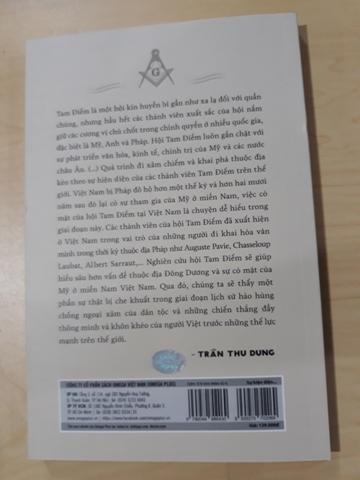 G
Tam Điểm là một hội kín huyền bí gần như xa lạ đối với quần
chúng, nhưng hầu hết các thành viên xuất sắc của hội nắm
giữ các cương vị chủ chốt trong chính quyền ở nhiều quốc gia,
đặc biệt là Mỹ, Anh và Pháp. Hội Tam Điểm luôn gắn chặt với
sự phát triển văn hóa, kinh tế, chính trị của Mỹ và các nước
châu Âu. (...) Quá trình đi xâm chiếm và khai phá thuộc địa
kéo theo sự hiện diện của các thành viên Tam Điểm trên thế
giới. Việt Nam bị Pháp đô hộ hơn một thế kỷ và hơn hai mươi
năm sau đó lại có sự tham gia của Mỹ ở miền Nam, việc có
mặt của hội Tam Điểm tại Việt Nam là chuyện dễ hiểu trong
giai đoạn này. Các thành viên của hội Tam Điểm đã xuất hiện
ở Việt Nam trong vai trò của những người đi khai hóa văn
minh trong thời kỳ thuộc địa Pháp như Auguste Pavie, Chasseloup
Laubat, Albert Sarraut,... Nghiên cứu hội Tam Điểm sẽ giúp
hiểu sâu hơn vấn đề thuộc địa Đông Dương và sự có mặt của
Mỹ ở miền Nam Việt Nam. Qua đó, chúng ta sẽ thấy một
phần sự thật bị che khuất trong giai đoạn lịch sử hào hùng
chống ngoại xâm của dân tộc và những chiến thắng đầy
thông minh và khôn khéo của người Việt trước những thế lực
mạnh trên thế giới.
- TRẦN THU DUNG
CÔNG TY CỔ PHẦN SÁCH OMEGA VIỆT NAM (OMEGA PLUS)